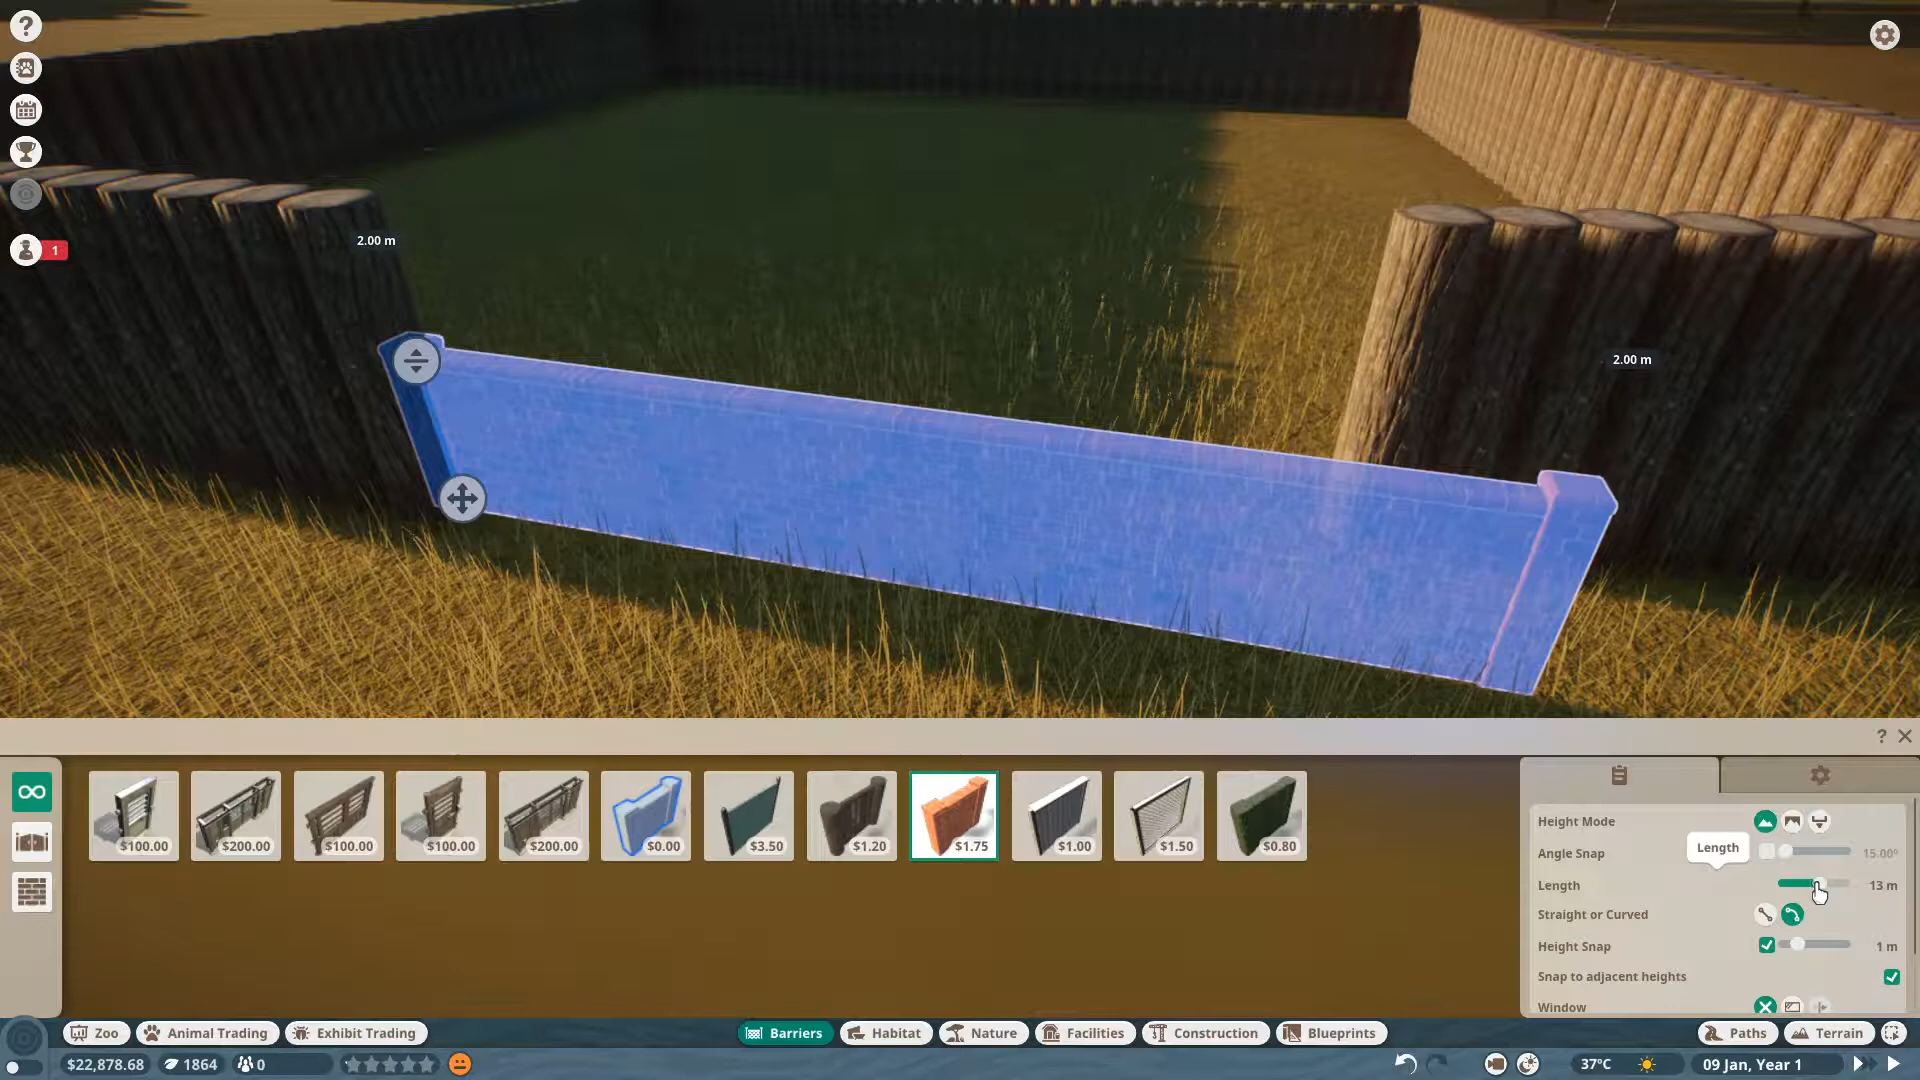 ?
1
2.00 m
2.00 m
?
$100.00
$200.00
$100.00
$100.00
$200.00
$0.00
$3.50
$1.20
$1.75
$1.00
$1.50
$0.80
Height Mode
Length
Angle Snap
15.00°
Length
13 m
Straight or Curved
Height Snap
1 m
Snap to adjacent heights
Window
Zoo
Animal Trading
Exhibit Trading
Barriers
Habitat
Nature
Facilities
Construction
Blueprints
Paths
Terrain
$22,878.68
1864
0
37°C
09 Jan, Year 1